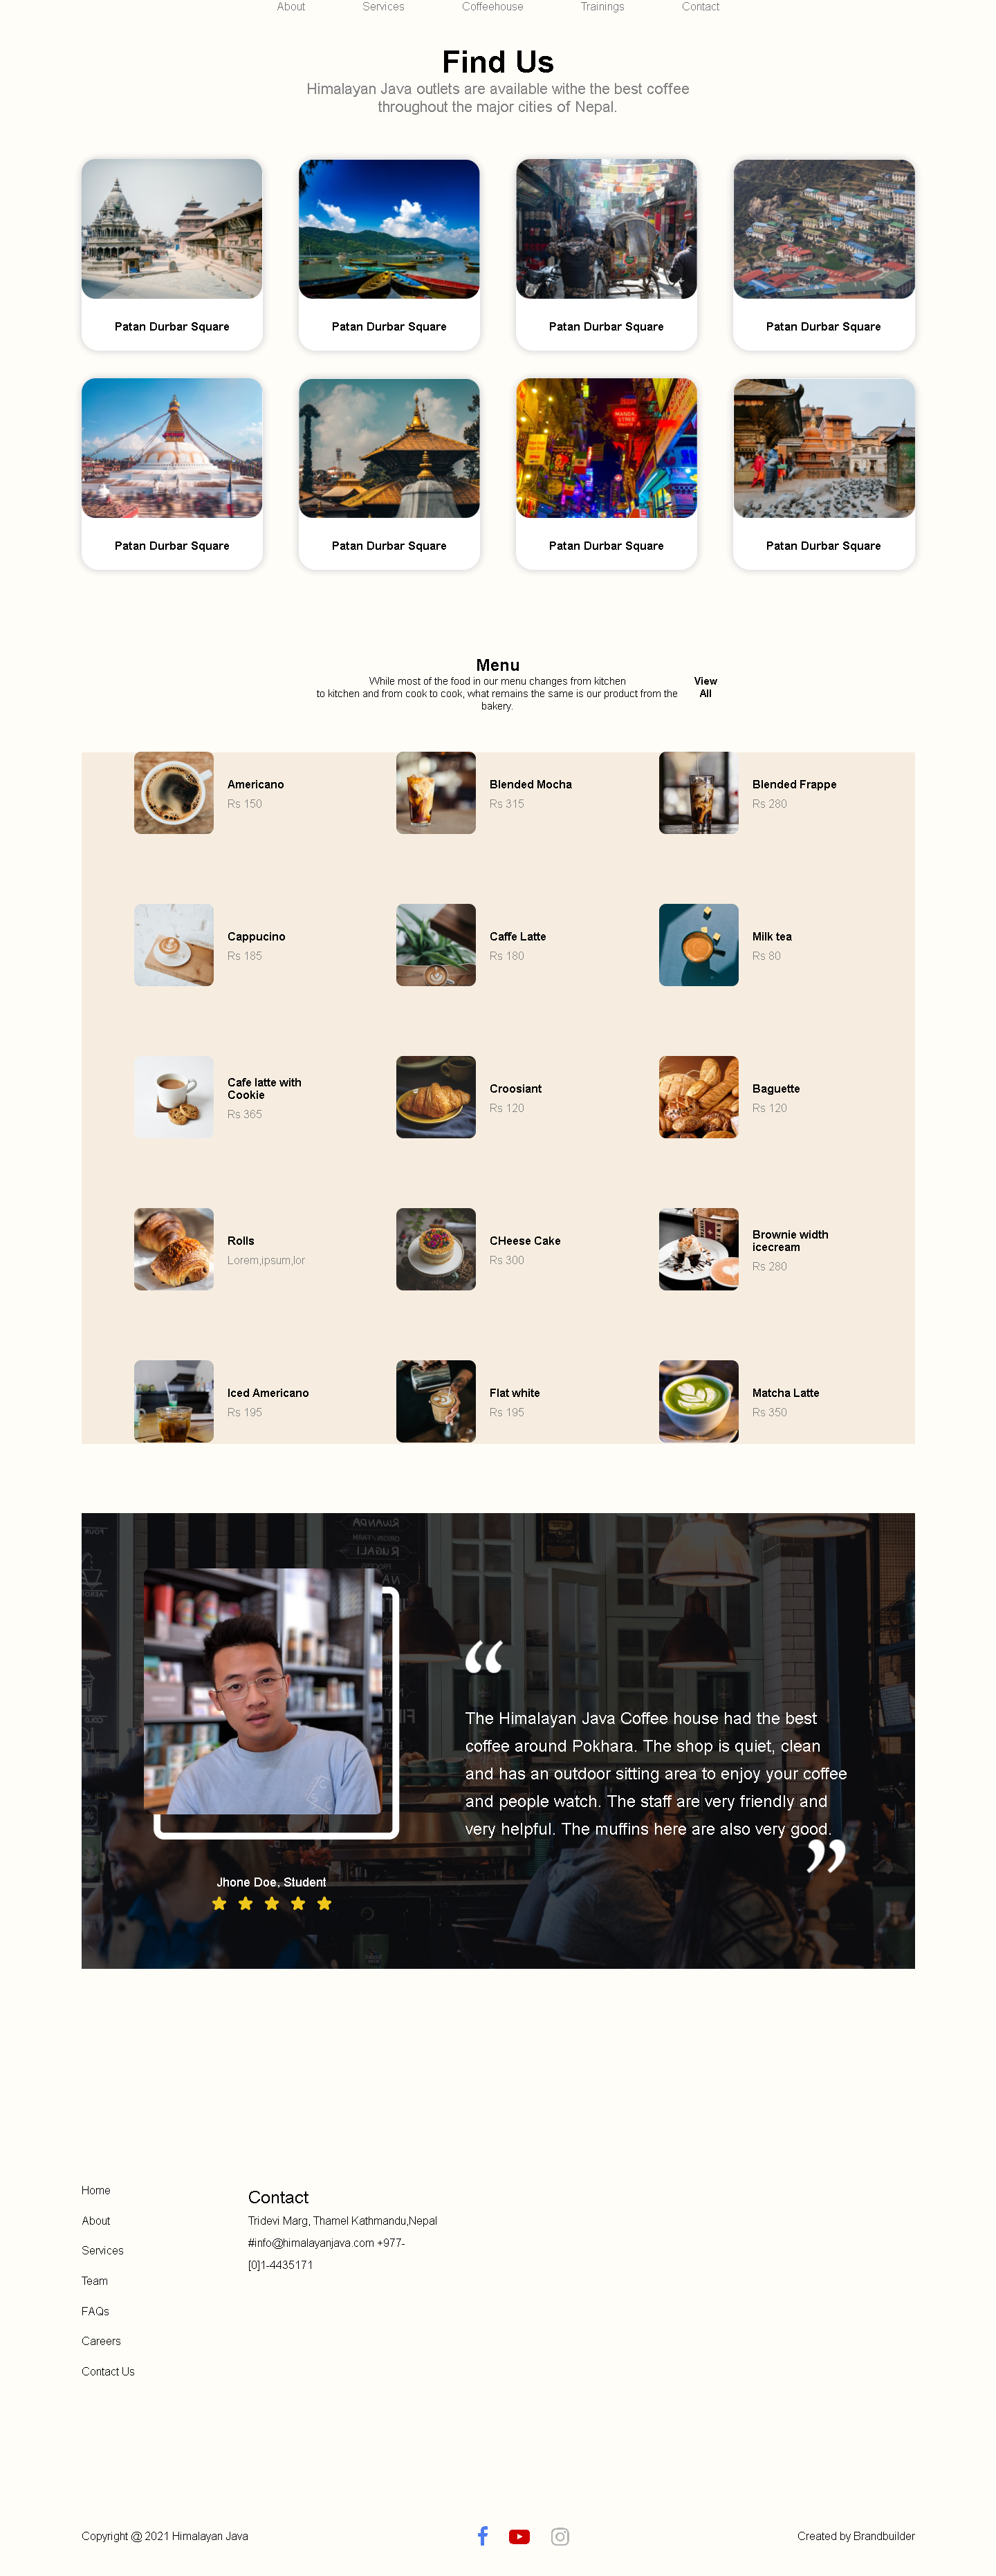 About Services Coffeehouse Trainings Contact
Find Us
Himalayan Java outlets are available withe the best coffee
throughout the major cities of Nepal.
Patan Durbar Square Patan Durbar Square Patan Durbar Square Patan Durbar Square
Patan Durbar Square Patan Durbar Square Patan Durbar Square Patan Durbar Square
Menu
While most of the food in our menu changes from kitchen
to kitchen and from cook to cook, what remains the same is our product from the
bakery.
View
All
Americano
Rs 150
Blended Mocha
Rs 315
Blended Frappe
Rs 280
Cappucino
Rs 185
Caffe Latte
Rs 180
Milk tea
Rs 80
Cafe latte with
Cookie
Rs 365
Croosiant
Rs 120
Baguette
Rs 120
Rolls
Lorem,ipsum,lor
CHeese Cake
Rs 300
Brownie width
icecream
Rs 280
Iced Americano
Rs 195
Flat white
Rs 195
Matcha Latte
Rs 350
“
The Himalayan Java Coffee house had the best
coffee around Pokhara. The shop is quiet, clean
and has an outdoor sitting area to enjoy your coffee
and people watch. The staff are very friendly and
very helpful. The muffins here are also very good.
”
Jhone Doe, Student
Home
About
Services
Team
FAQs
Careers
Contact Us
Contact
Tridevi Marg, Thamel Kathmandu,Nepal
#info@himalayanjava.com +977-
[0]1-4435171
Copyright @ 2021 Himalayan Java
Created by Brandbuilder